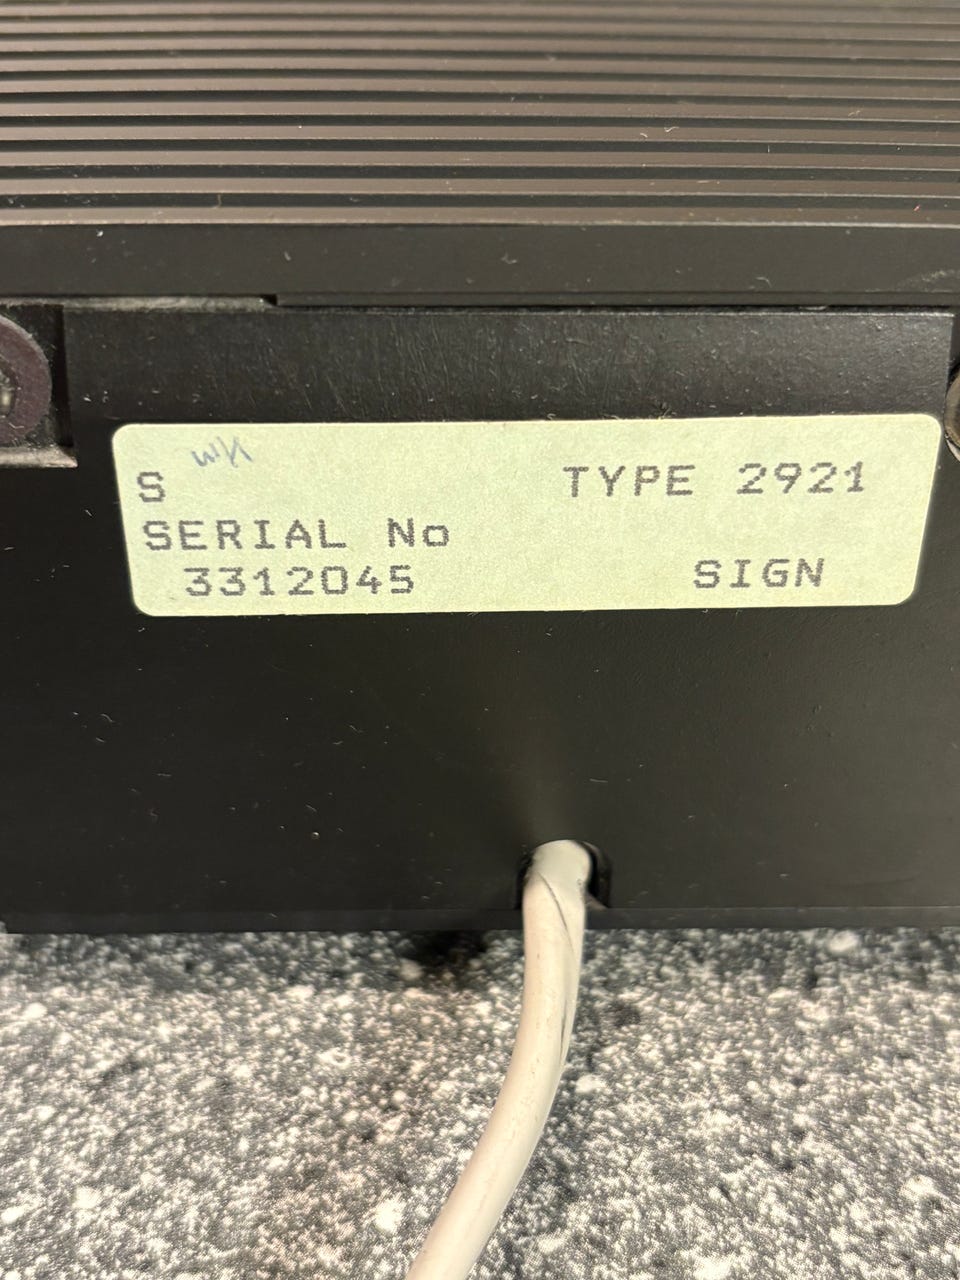 S TYPE 2921
SERIAL No
3312045 SIGN